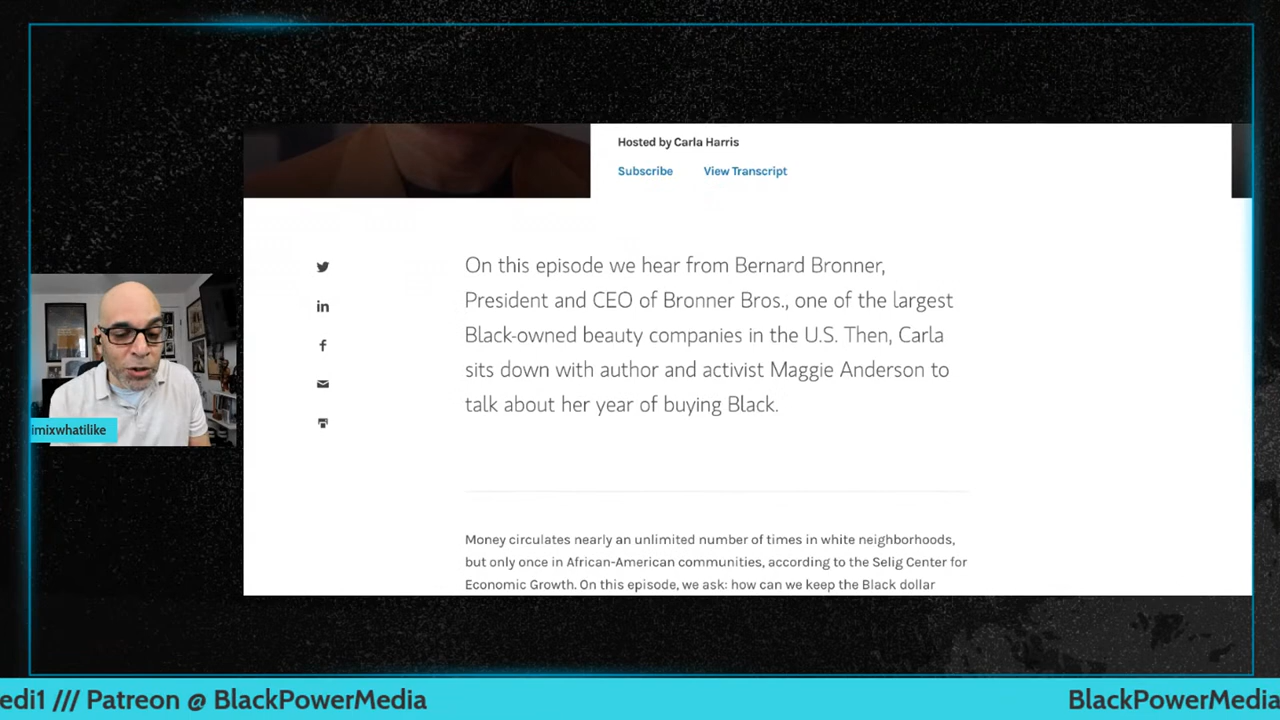 Hosted by Carla Harris
Subscribe View Transcript
On this episode we hear from Bernard Bronner,
President and CEO of Bronner Bros., one of the largest
Black-owned beauty companies in the U.S. Then, Carla
sits down with author and activist Maggie Anderson to
talk about her year of buying Black.
Money circulates nearly an unlimited number of times in white neighborhoods,
but only once in African-American communities, according to the Selig Center for
Economic Growth. On this episode, we ask: how can we keep the Black dollar
imixwhatilike
edi1 /// Patreon @ BlackPowerMedia
BlackPowerMedia